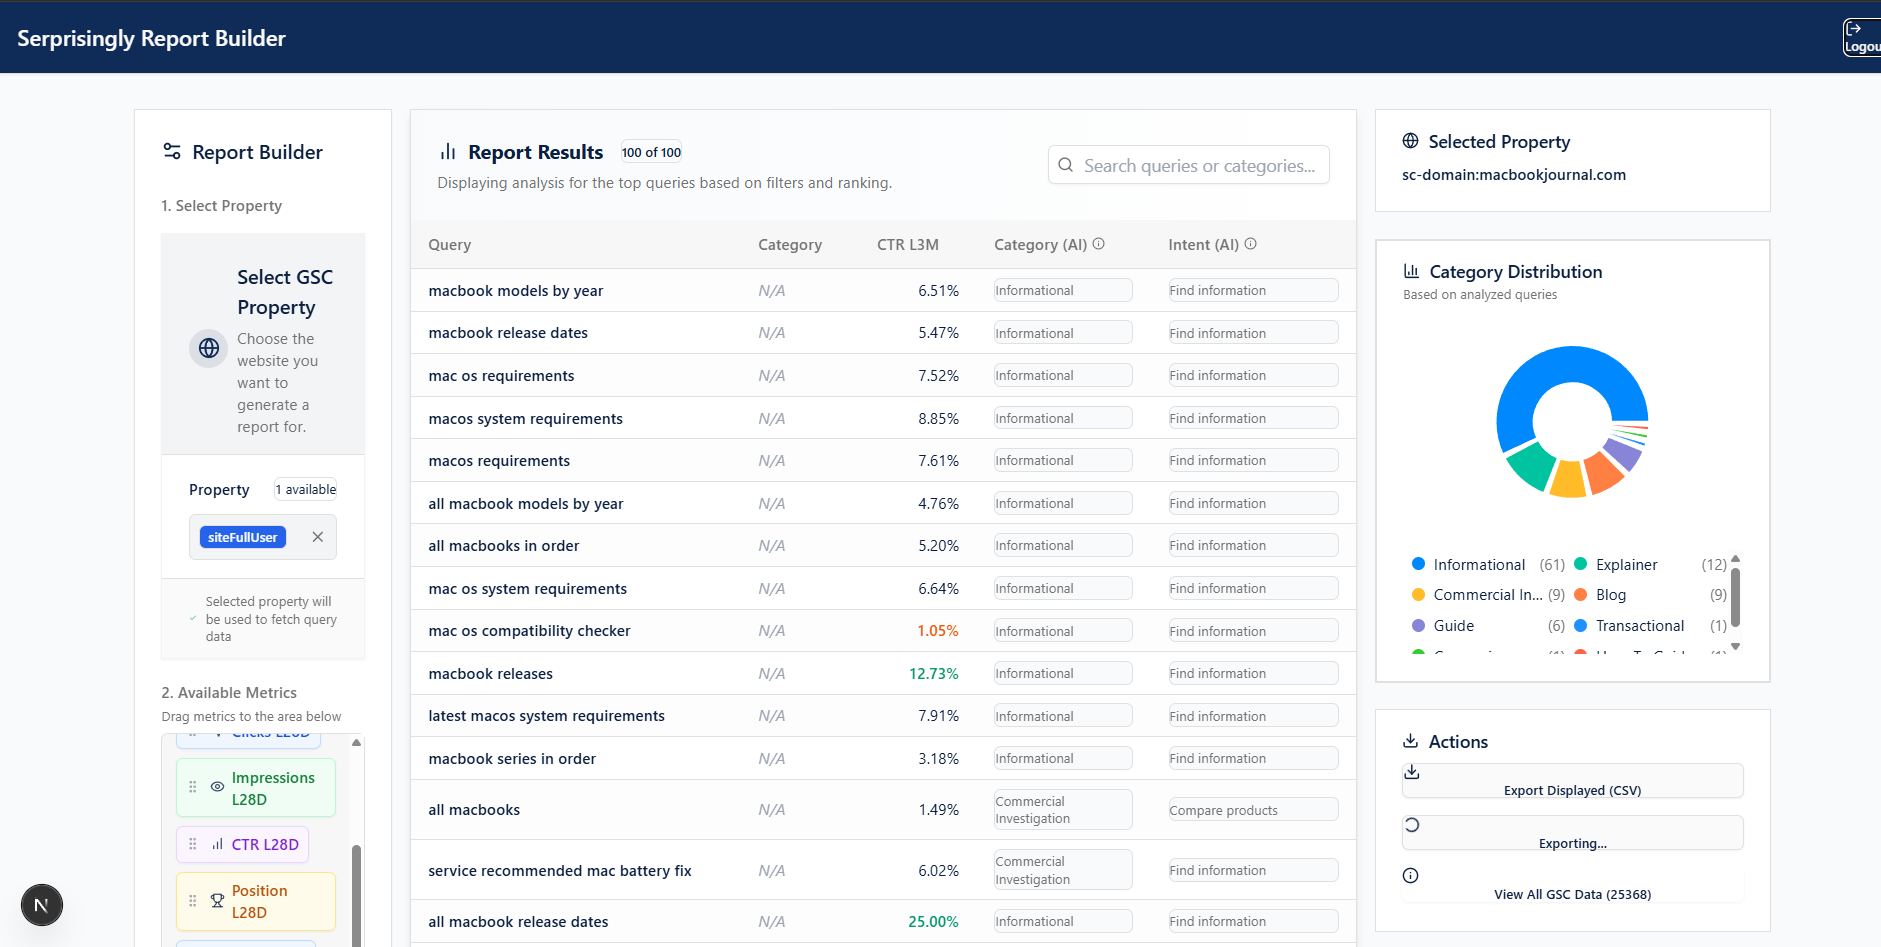 Serprisingly Report Builder
Logou
Report Builder
1. Select Property
Select GSC
Property
Choose the
website you
want to
generate a
report for.
Property
1 available
siteFullUser
Selected property will
be used to fetch query
data
2. Available Metrics
Drag metrics to the area below
Clicks L28D
Impressions
L28D
CTR L28D
Position
L28D
N
Report Results
100 of 100
Displaying analysis for the top queries based on filters and ranking.
Search queries or categories...
Query Category CTR L3M Category (AI) Intent (AI)
macbook models by year N/A 6.51% Informational Find information
macbook release dates N/A 5.47% Informational Find information
mac os requirements N/A 7.52% Informational Find information
macos system requirements N/A 8.85% Informational Find information
macos requirements N/A 7.61% Informational Find information
all macbook models by year N/A 4.76% Informational Find information
all macbooks in order N/A 5.20% Informational Find information
mac os system requirements N/A 6.64% Informational Find information
mac os compatibility checker N/A 1.05% Informational Find information
macbook releases N/A 12.73% Informational Find information
latest macos system requirements N/A 7.91% Informational Find information
macbook series in order N/A 3.18% Informational Find information
all macbooks N/A 1.49% Commercial Investigation Compare products
service recommended mac battery fix N/A 6.02% Commercial Investigation Find information
all macbook release dates N/A 25.00% Informational Find information
Selected Property
sc-domain:macbookjournal.com
Category Distribution
Based on analyzed queries
Informational (61) Explainer (12)
Commercial In... (9) Blog (9)
Guide (6) Transactional (1)
Actions
Export Displayed (CSV)
Exporting...
View All GSC Data (25368)